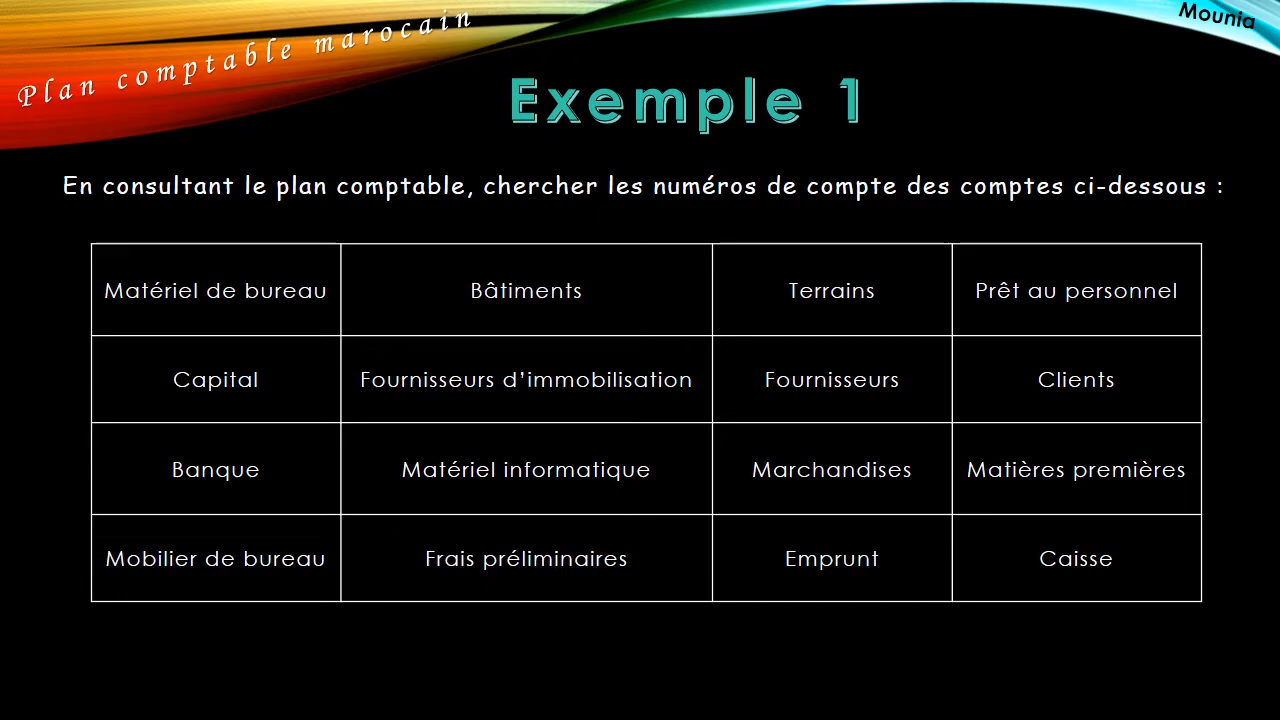 Plan comptable marocain
Mounia
Exemple 1
En consultant le plan comptable, chercher les numéros de compte des comptes ci-dessous :
Matériel de bureau
Bâtiments
Terrains
Prêt au personnel
Capital
Fournisseurs d’immobilisation
Fournisseurs
Clients
Banque
Matériel informatique
Marchandises
Matières premières
Mobilier de bureau
Frais préliminaires
Emprunt
Caisse